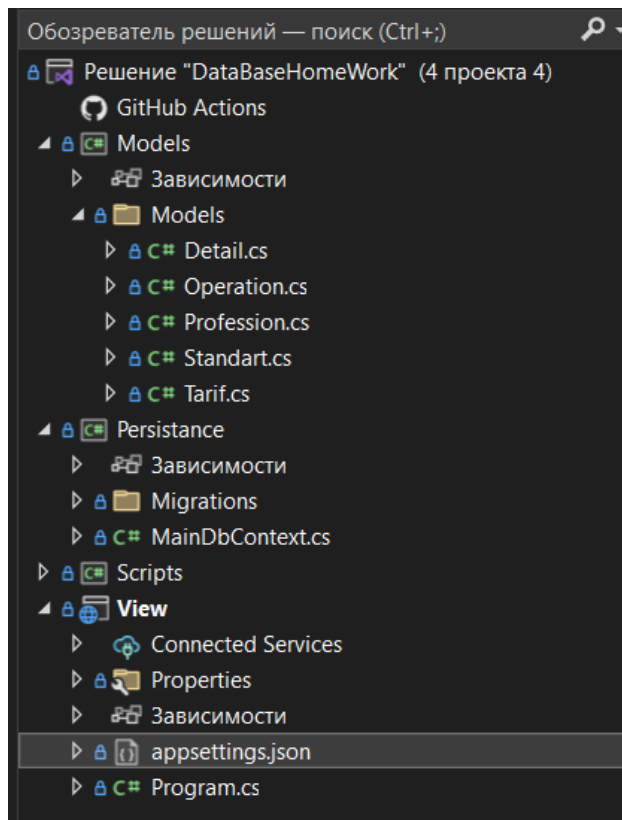 Обозреватель решений — поиск (Ctrl+;)
Решение "DataBaseHomeWork" (4 проекта 4)
GitHub Actions
C# Models
Зависимости
Models
C# Detail.cs
C# Operation.cs
C# Profession.cs
C# Standart.cs
C# Tarif.cs
C# Persistance
Зависимости
Migrations
C# MainDbContext.cs
C# Scripts
View
Connected Services
Properties
Зависимости
appsettings.json
C# Program.cs